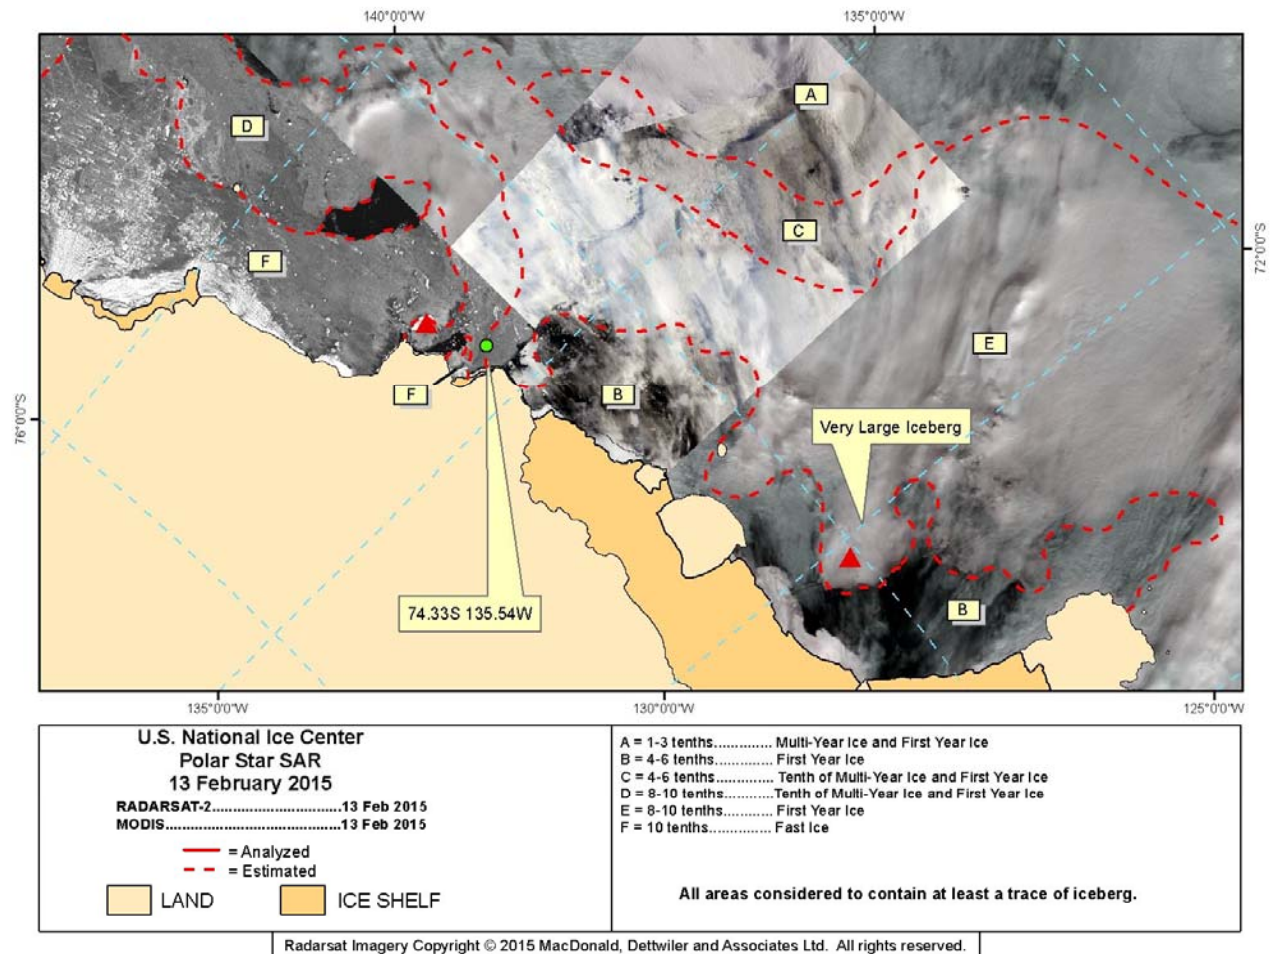 140°0'0"W
135°0'0"W
A
D
C
72°0'0"S
F
E
F
B
Very Large Iceberg
76°0'0"S
74.33S 135.54W
B
135°0'0"W
130°0'0"W
125°0'0"W
U.S. National Ice Center
Polar Star SAR
13 February 2015
RADARSAT-2..............................13 Feb 2015
MODIS........................................13 Feb 2015
= Analyzed
= Estimated
LAND
ICE SHELF
A = 1-3 tenths............. Multi-Year Ice and First Year Ice
B = 4-6 tenths............. First Year Ice
C = 4-6 tenths............. Tenth of Multi-Year Ice and First Year Ice
D = 8-10 tenths...........Tenth of Multi-Year Ice and First Year Ice
E = 8-10 tenths........... First Year Ice
F = 10 tenths.............. Fast Ice
All areas considered to contain at least a trace of iceberg.
Radarsat Imagery Copyright © 2015 MacDonald, Dettwiler and Associates Ltd. All rights reserved.